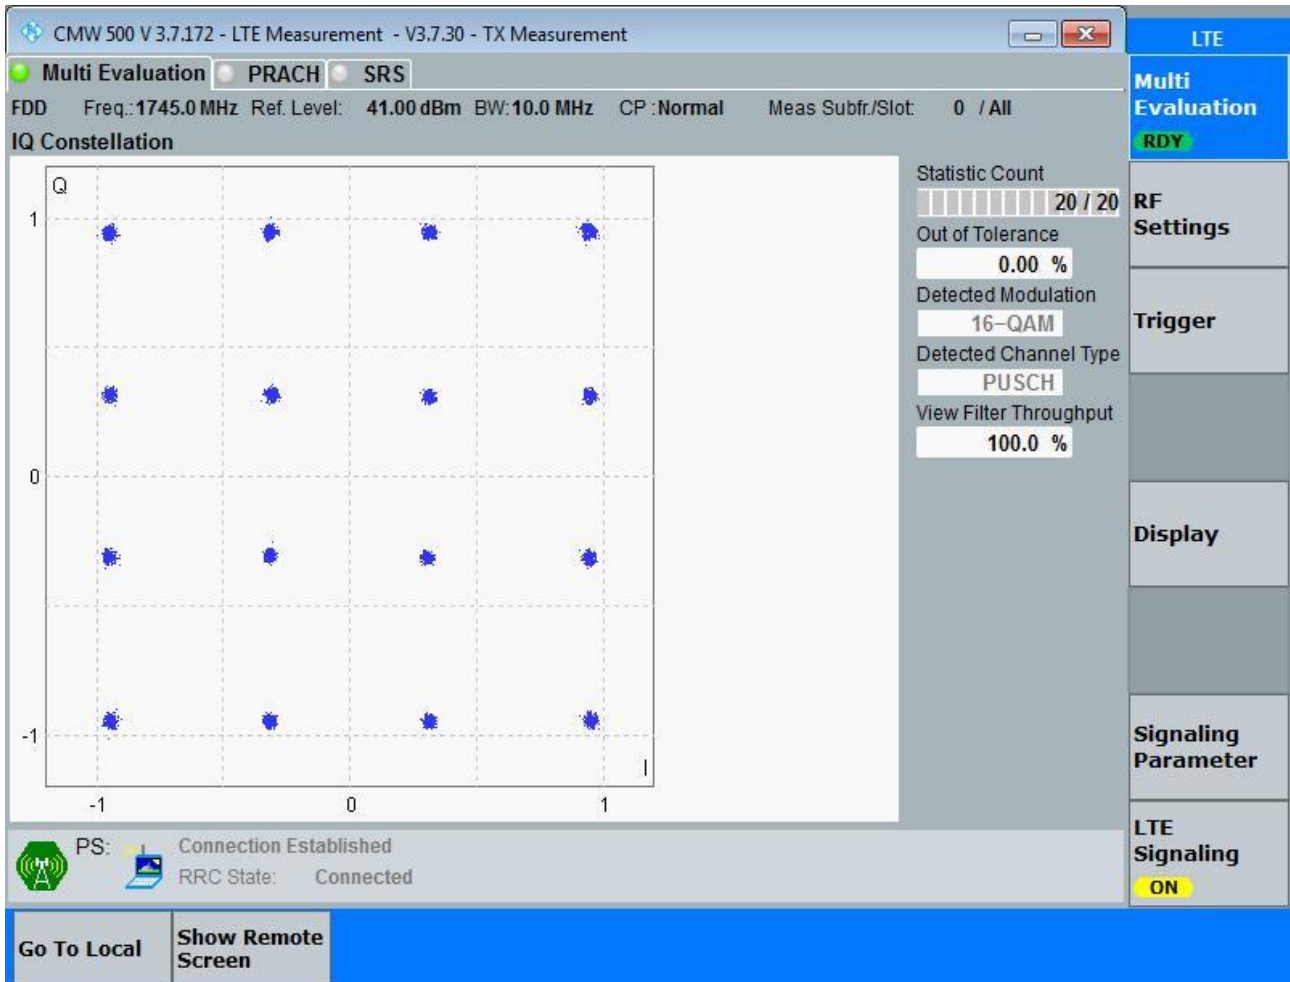 CMW 500 V 3.7.172 - LTE Measurement - V3.7.30 - TX Measurement
LTE
Multi Evaluation PRACH SRS
FDD Freq.:1745.0 MHz Ref. Level: 41.00 dBm BW:10.0 MHz CP :Normal Meas Subfr./Slot: 0 / All
IQ Constellation
Q
1
0
-1
-1 0 1
I
Statistic Count
20 / 20
Out of Tolerance
0.00 %
Detected Modulation
16-QAM
Detected Channel Type
PUSCH
View Filter Throughput
100.0 %
Multi
Evaluation
RDY
RF
Settings
Trigger
Display
Signaling
Parameter
LTE
Signaling
ON
PS: Connection Established
RRC State: Connected
Go To Local
Show Remote
Screen